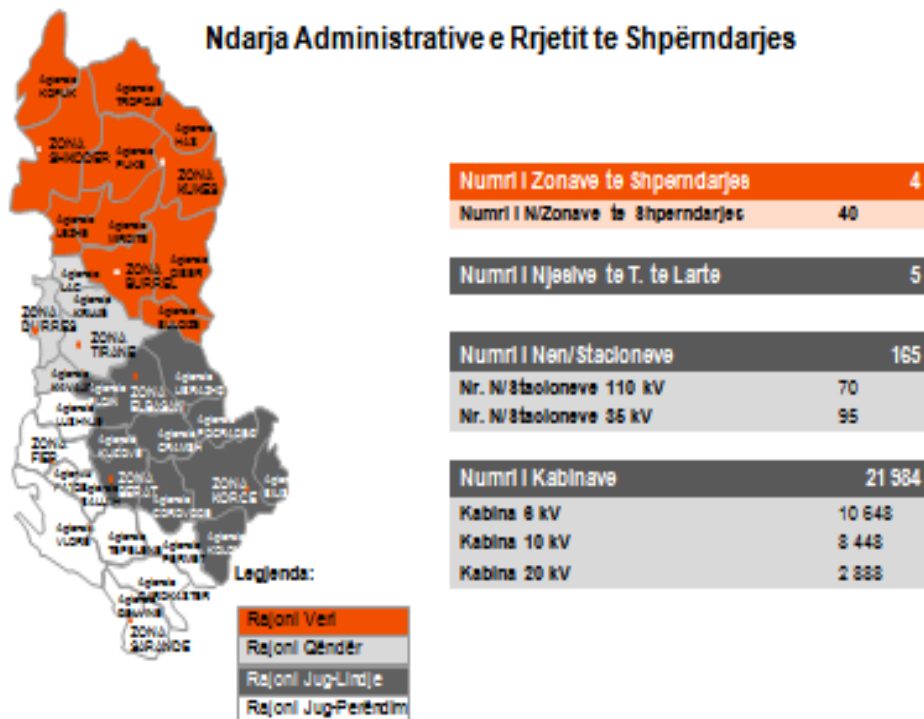 Ndarja Administrative e Rrjetit te Shpërndarjes
Agjensia
KOPLIK
Agjensia
TROPOJE
Agjensia
HAS
ZONA
SHKODER
Agjensia
PUKE
ZONA
KUKES
Agjensia
LEZHE
Agjensia
MIRDITE
Agjensia
DIBER
ZONA
BURREL
Agjensia
LAC
Agjensia
KRUJE
Agjensia
BULQIZE
ZONA
DURRES
ZONA
TIRANE
Agjensia
KAVAJE
Agjensia
LIBRAZHD
ZONA
ELBASAN
Agjensia
LUSHNJE
Agjensia
POGRADEC
Agjensia
GRAMSH
Agjensia
KUÇOVE
ZONA
FIER
Agjensia
PATOS
Agjensia
BALLSH
ZONA
BERAT
ZONA
KORÇE
Agjensia
Agjensia
VLORE
Agjensia
TEPELENE
Agjensia
PERMET
Agjensia
Agjensia
GJIROKASTER
Agjensia
DELVINE
ZONA
SARANDE
Numri i Zonave te Shperndarjes 4
Numri i N/Zonave te Shperndarjes 40
Numri i Njesive te T. te Larte 5
Numri i Nen/Stacioneve 165
Nr. N/Stacioneve 110 kV 70
Nr. N/Stacioneve 35 kV 95
Numri i Kabinave 21 984
Kabina 6 kV 10 648
Kabina 10 kV 8 448
Kabina 20 kV 2 888
Legjenda:
Rajoni Veri
Rajoni Qëndër
Rajoni Jug-Lindje
Rajoni Jug-Perëndim